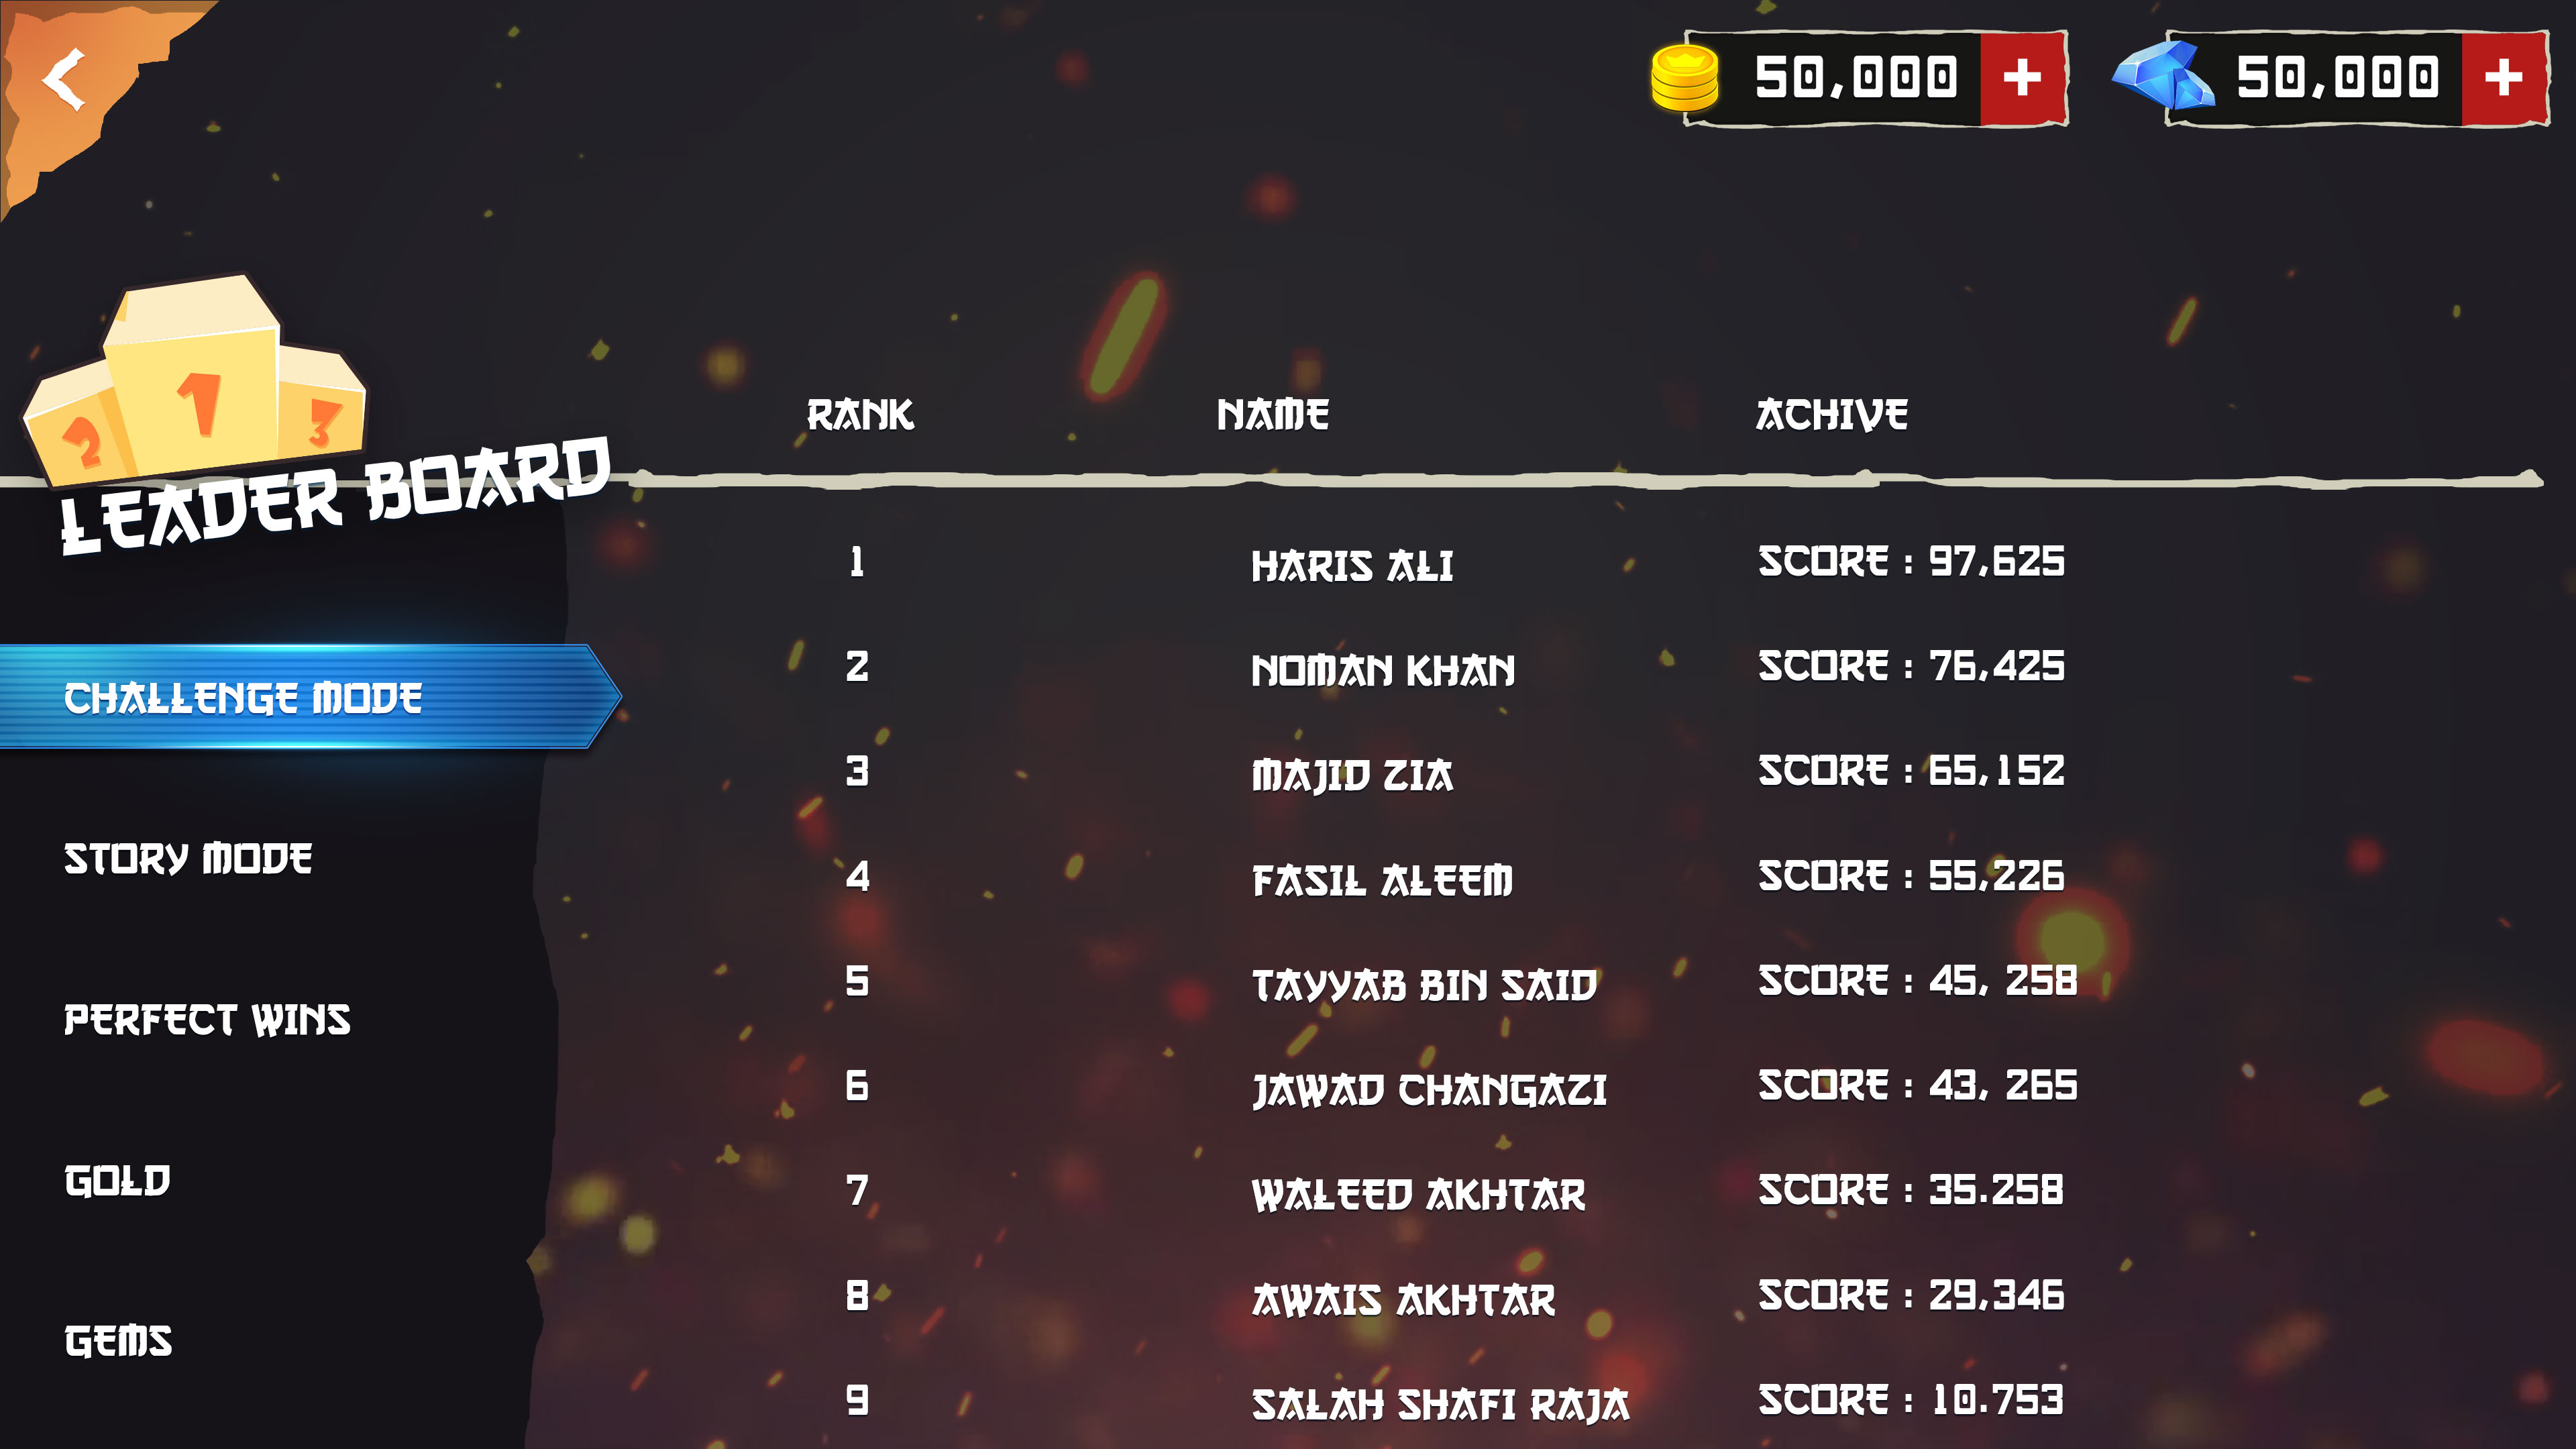 50,000 + 50,000 +
1
2 3
LEADER BOARD
RANK NAME ACHIVE
1 HARIS ALI SCORE : 97,625
2 NOMAN KHAN SCORE : 76,425
3 MAJID ZIA SCORE : 65,152
4 FASIL ALEEM SCORE : 55,226
5 TAYYAB BIN SAID SCORE : 45, 258
6 JAWAD CHANGAZI SCORE : 43, 265
7 WALEED AKHTAR SCORE : 35.258
8 AWAIS AKHTAR SCORE : 29,346
9 SALAH SHAFI RAJA SCORE : 10.753
CHALLENGE MODE
STORY MODE
PERFECT WINS
GOLD
GEMS